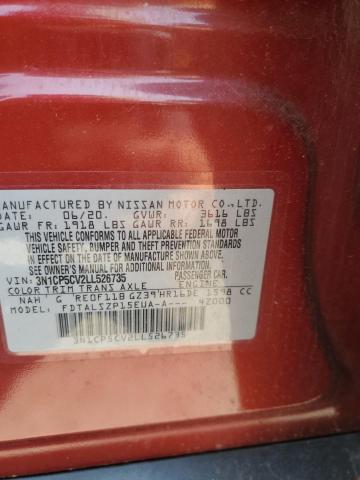 MANUFACTURED BY NISSAN MOTOR CO., LTD.
DATE: 06/20. GVWR: 3616 LBS
GAWR FR: 1918 LBS GAWR RR: 1698 LBS
THIS VEHICLE CONFORMS TO ALL APPLICABLE FEDERAL MOTOR
VEHICLE SAFETY, BUMPER AND THEFT PREVENTION STANDARDS
IN EFFECT ON THE DATE OF MANUFACTURE SHOWN ABOVE.
SEE OWNER'S MANUAL FOR ADDITIONAL INFORMATION.
VIN: 3N1CP5CV2LL526735 PASSENGER CAR
COLOR TRIM TRANS AXLE ENGINE
NAH G RE0F11B GZ39 HR16DE 1598 CC
MODEL: FDTALSZP15EUA-A--- 42000
3N1CP5CV2LL526735